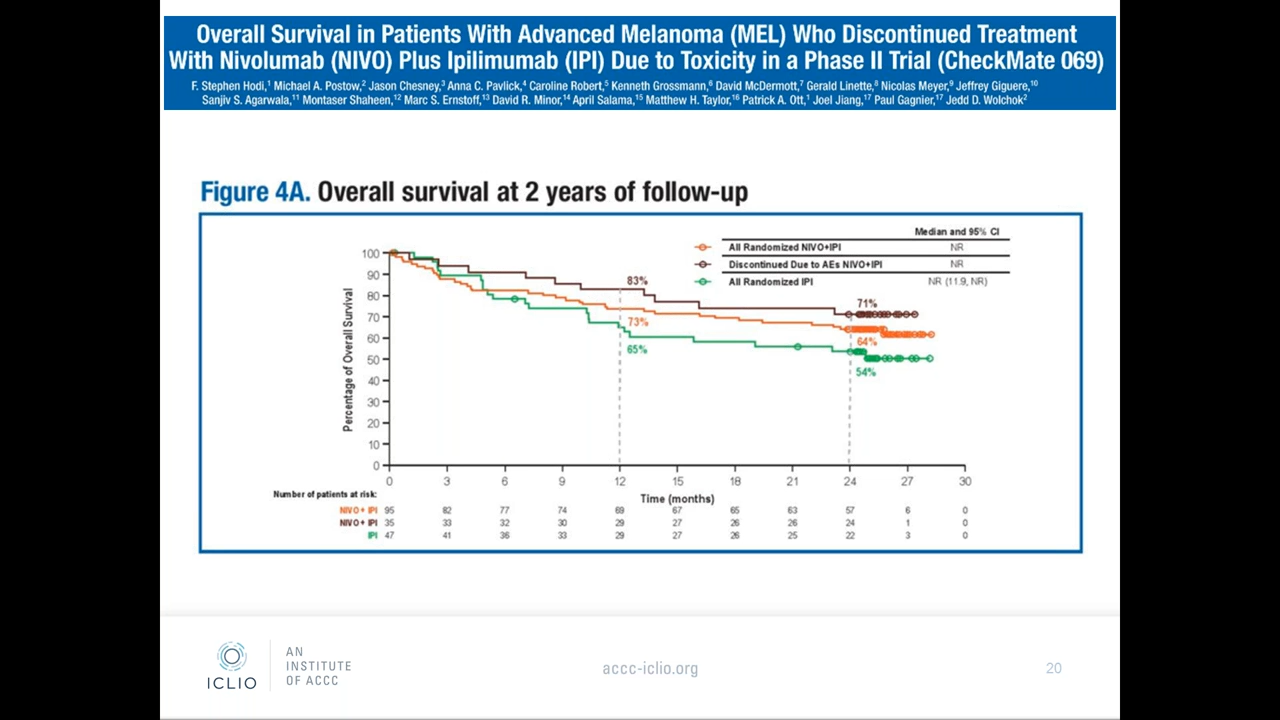 Overall Survival in Patients With Advanced Melanoma (MEL) Who Discontinued Treatment
With Nivolumab (NIVO) Plus Ipilimumab (IPI) Due to Toxicity in a Phase II Trial (CheckMate 069)
F. Stephen Hodi,1 Michael A. Postow,2 Jason Chesney,3 Anna C. Pavlick,4 Caroline Robert,5 Kenneth Grossmann,6 David McDermott,7 Gerald Linette,8 Nicolas Meyer,9 Jeffrey Giguere,10
Sanjiv S. Agarwala,11 Montaser Shaheen,12 Marc S. Ernstoff,13 David R. Minor,14 April Salama,15 Matthew H. Taylor,16 Patrick A. Ott,1 Joel Jiang,17 Paul Gagnier,17 Jedd D. Wolchok2
Figure 4A. Overall survival at 2 years of follow-up
Median and 95% CI
All Randomized NIVO+IPI NR
Discontinued Due to AEs NIVO+IPI NR
All Randomized IPI NR (11.9, NR)
Percentage of Overall Survival
100
90
80
70
60
50
40
30
20
10
0
83%
73%
65%
71%
64%
54%
0 3 6 9 12 15 18 21 24 27 30
Time (months)
Number of patients at risk:
NIVO+ IPI 95 82 77 74 69 67 65 63 57 6 0
NIVO+ IPI 35 33 32 30 29 27 26 26 24 1 0
IPI 47 41 36 33 29 27 26 25 22 3 0
ICLIO
AN
INSTITUTE
OF ACCC
accc-iclio.org
20